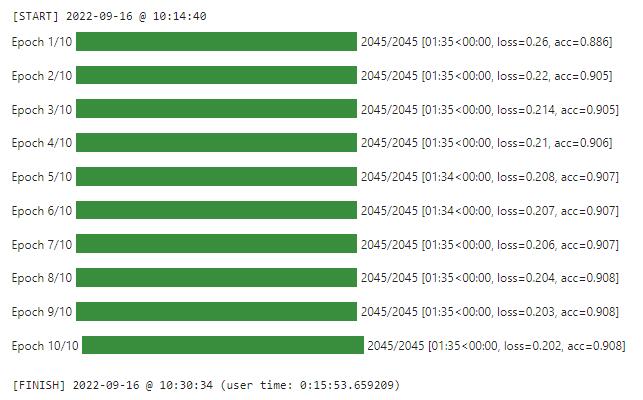 [START] 2022-09-16 @ 10:14:40
Epoch 1/10 2045/2045 [01:35<00:00, loss=0.26, acc=0.886]
Epoch 2/10 2045/2045 [01:35<00:00, loss=0.22, acc=0.905]
Epoch 3/10 2045/2045 [01:35<00:00, loss=0.214, acc=0.905]
Epoch 4/10 2045/2045 [01:35<00:00, loss=0.21, acc=0.906]
Epoch 5/10 2045/2045 [01:34<00:00, loss=0.208, acc=0.907]
Epoch 6/10 2045/2045 [01:34<00:00, loss=0.207, acc=0.907]
Epoch 7/10 2045/2045 [01:35<00:00, loss=0.206, acc=0.907]
Epoch 8/10 2045/2045 [01:35<00:00, loss=0.204, acc=0.908]
Epoch 9/10 2045/2045 [01:35<00:00, loss=0.203, acc=0.908]
Epoch 10/10 2045/2045 [01:35<00:00, loss=0.202, acc=0.908]
[FINISH] 2022-09-16 @ 10:30:34 (user time: 0:15:53.659209)